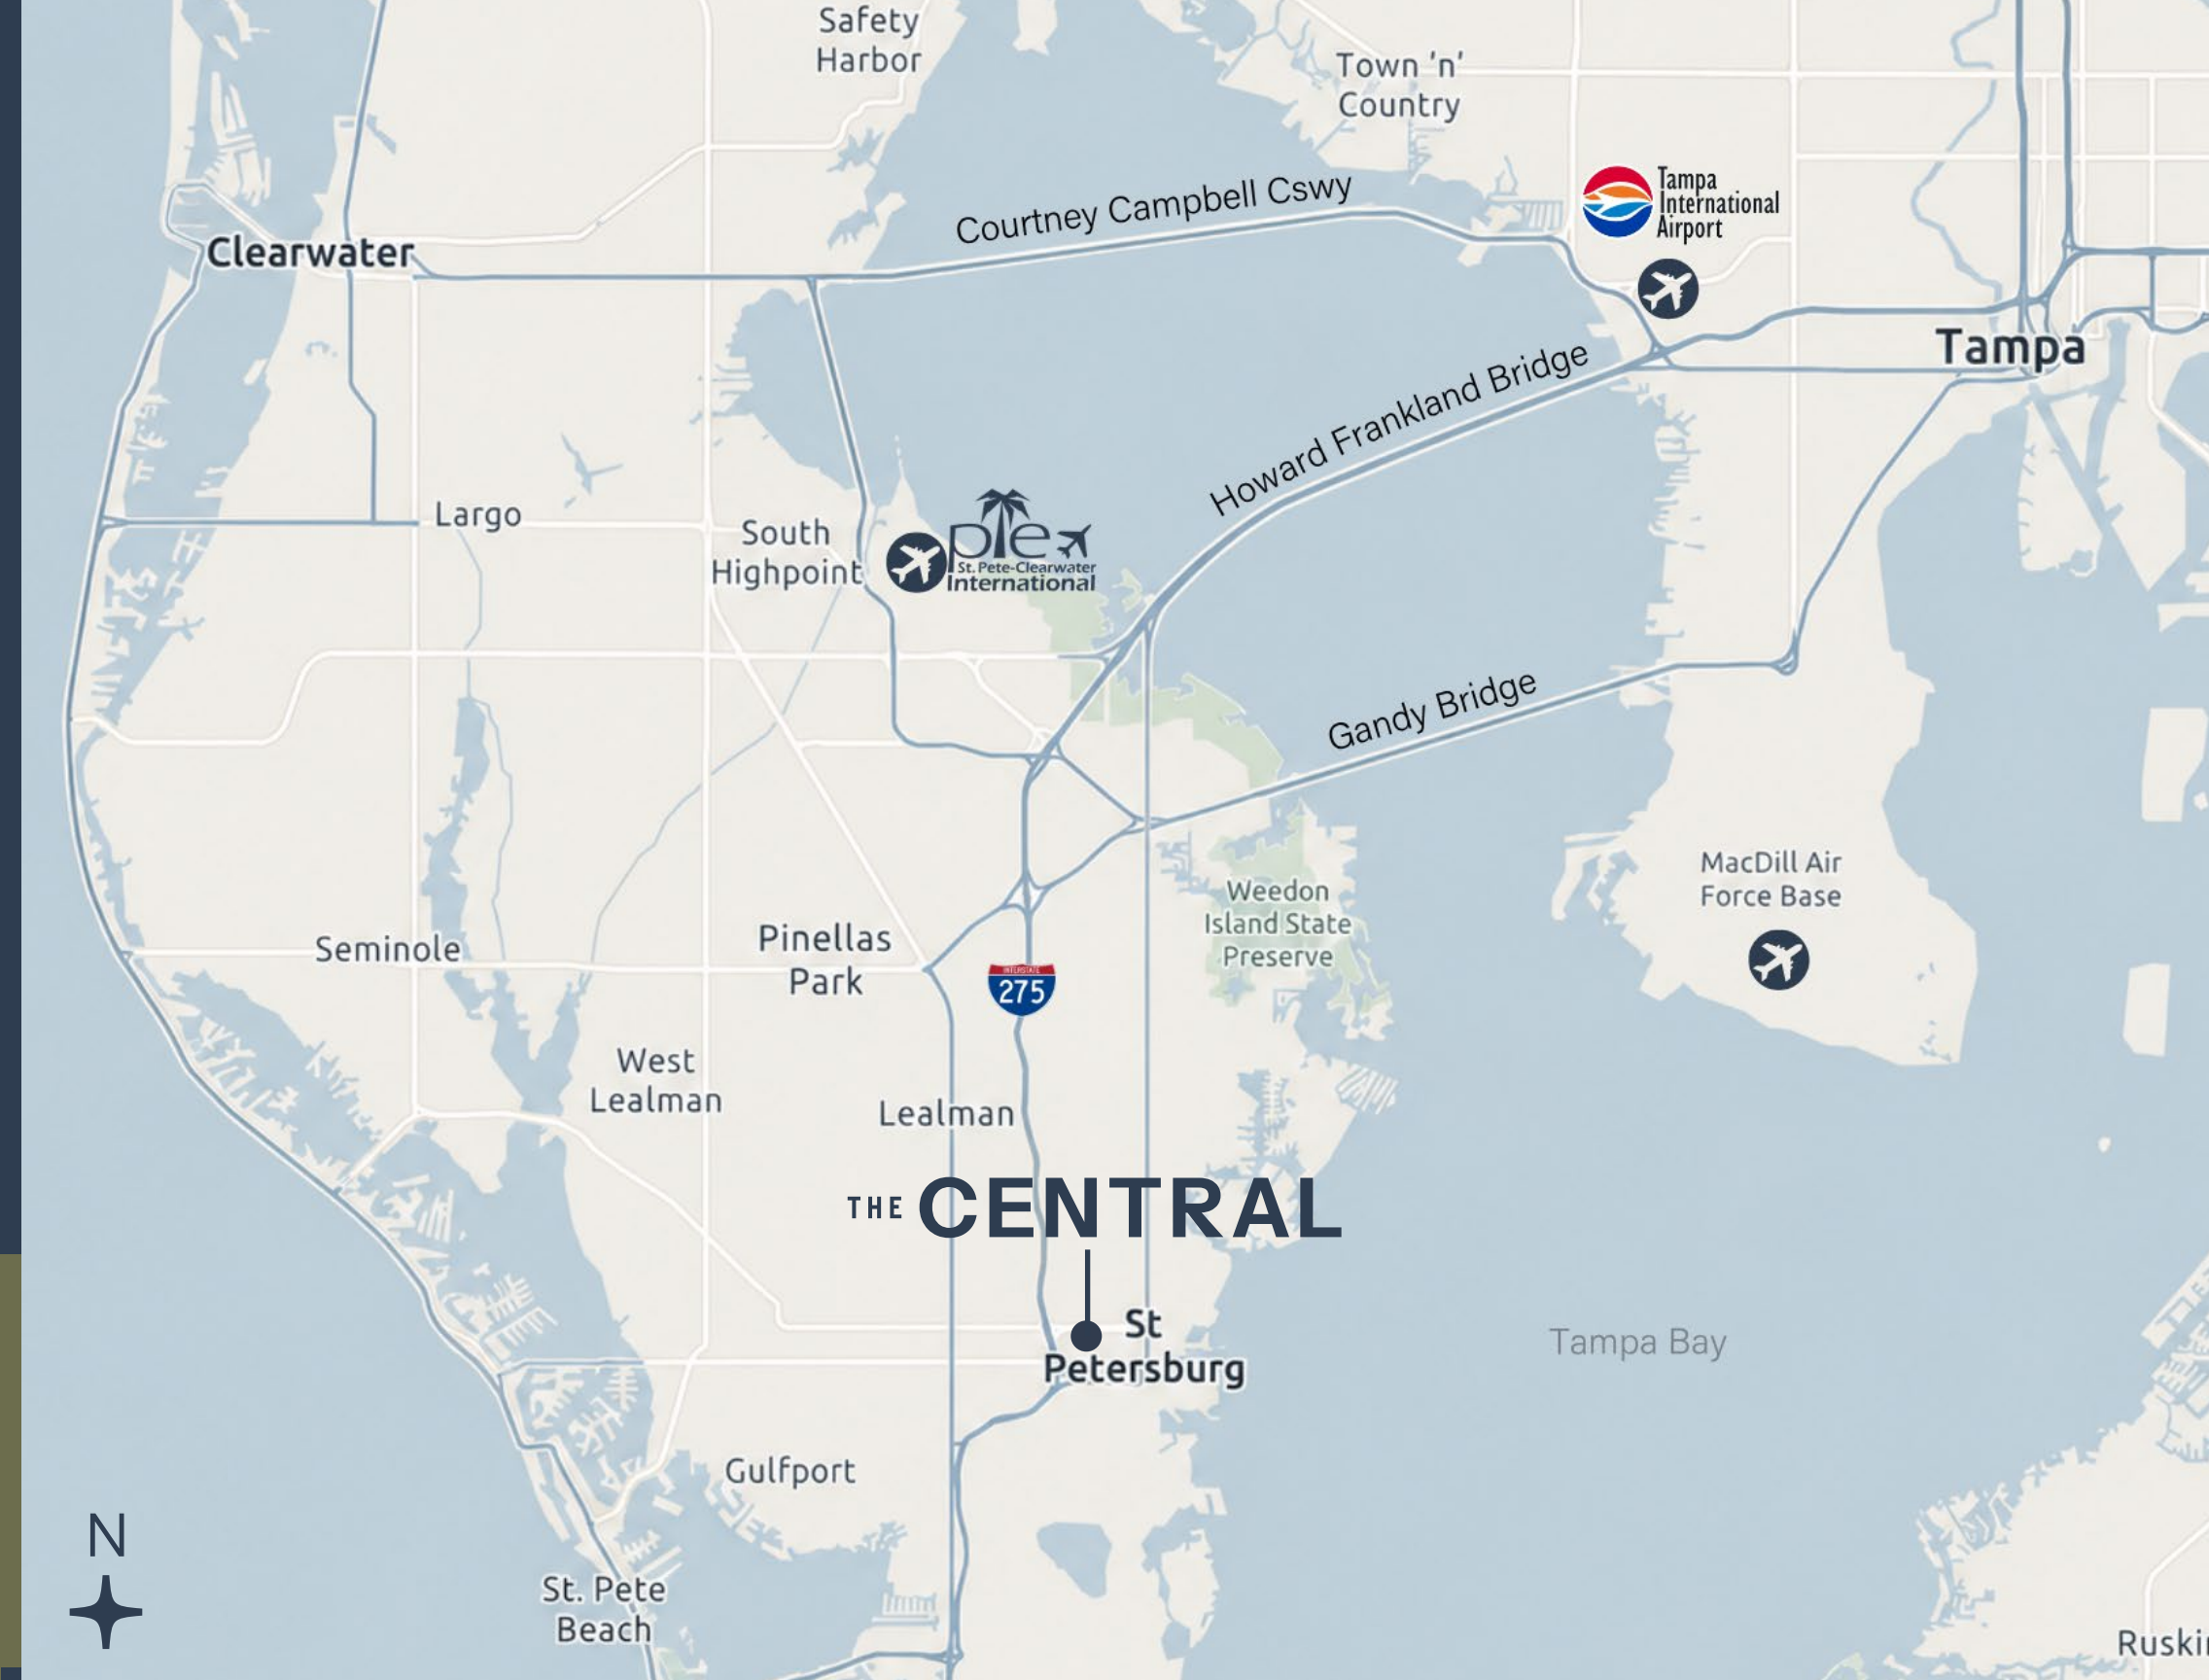 Safety
Harbor
Town 'n'
Country
Courtney Campbell Cswy
Tampa
International
Airport
Clearwater
Tampa
Howard Frankland Bridge
Largo
South
Highpoint
pie
St. Pete-Clearwater
International
Gandy Bridge
MacDill Air
Force Base
Weedon
Island State
Preserve
Seminole
Pinellas
Park
INTERSTATE
275
West
Lealman
Lealman
THE CENTRAL
St
Petersburg
Tampa Bay
Gulfport
N
St. Pete
Beach
Ruski